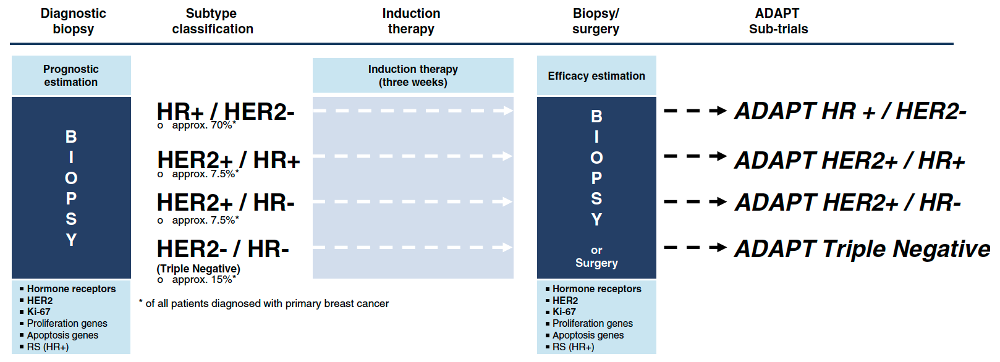 Diagnostic
biopsy
Subtype
classification
Induction
therapy
Biopsy/
surgery
ADAPT
Sub-trials
Prognostic
estimation
BIOPSY
▪ Hormone receptors
▪ HER2
▪ Ki-67
▪ Proliferation genes
▪ Apoptosis genes
▪ RS (HR+)
HR+ / HER2-
o approx. 70%*
HER2+ / HR+
o approx. 7.5%*
HER2+ / HR-
o approx. 7.5%*
HER2- / HR-
(Triple Negative)
o approx. 15%*
* of all patients diagnosed with primary breast cancer
Induction therapy
(three weeks)
Efficacy estimation
BIOPSY
or
Surgery
▪ Hormone receptors
▪ HER2
▪ Ki-67
▪ Proliferation genes
▪ Apoptosis genes
▪ RS (HR+)
ADAPT HR + / HER2-
ADAPT HER2+ / HR+
ADAPT HER2+ / HR-
ADAPT Triple Negative